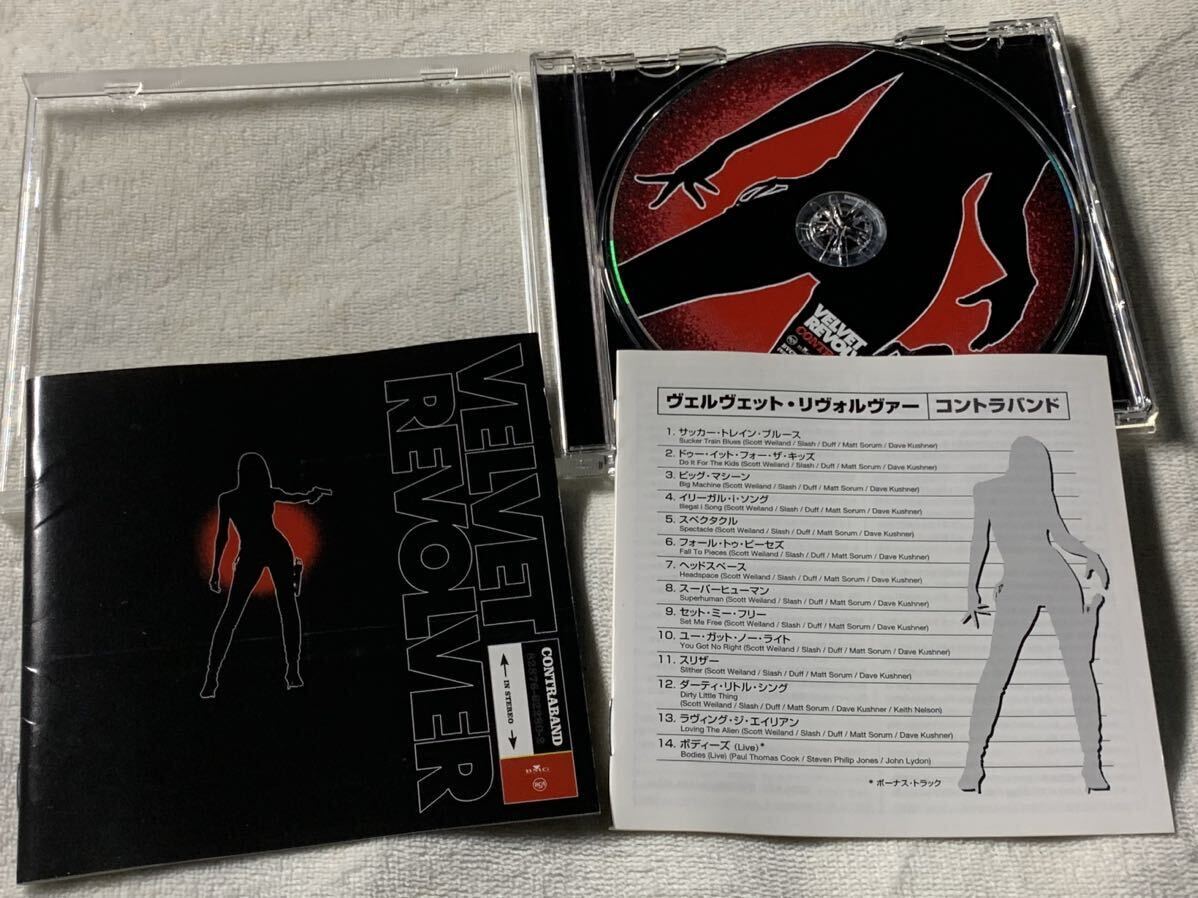 VELVET
REVOLVER
CONTRABAND
IN STEREO
BMG
VELVET
ヴェルヴェット・リヴォルヴァー コントラバンド
1. サッカー・トレイン・ブルース
Sucker Train Blues (Scott Weiland / Slash / Duff / Matt Sorum / Dave Kushner)
2. ドゥー・イット・フォー・ザ・キッズ
Do It For The Kids (Scott Weiland / Slash / Duff / Matt Sorum / Dave Kushner)
3. ビッグ・マシーン
Big Machine (Scott Weiland / Slash / Duff / Matt Sorum / Dave Kushner)
4. イリーガル・i・ソング
Illegal i Song (Scott Weiland / Slash / Duff / Matt Sorum / Dave Kushner)
5. スペクタクル
Spectacle (Scott Weiland / Slash / Duff / Matt Sorum / Dave Kushner)
6. フォール・トゥ・ピーセズ
Fall To Pieces (Scott Weiland / Slash / Duff / Matt Sorum / Dave Kushner)
7. ヘッドスペース
Headspace (Scott Weiland / Slash / Duff / Matt Sorum / Dave Kushner)
8. スーパーヒューマン
Superhuman (Scott Weiland / Slash / Duff / Matt Sorum / Dave Kushner)
9. セット・ミー・フリー
Set Me Free (Scott Weiland / Slash / Duff / Matt Sorum / Dave Kushner)
10. ユー・ガット・ノー・ライト
You Got No Right (Scott Weiland / Slash / Duff / Matt Sorum / Dave Kushner)
11. スリザー
Slither (Scott Weiland / Slash / Duff / Matt Sorum / Dave Kushner)
12. ダーティ・リトル・シング
Dirty Little Thing
(Scott Weiland / Slash / Duff / Matt Sorum / Dave Kushner / Keith Nelson)
13. ラヴィング・ジ・エイリアン
Loving The Alien (Scott Weiland / Slash / Duff / Matt Sorum / Dave Kushner)
14. ボディーズ (Live)*
Bodies (Live) (Paul Thomas Cook / Steven Philip Jones / John Lydon)
* ボーナス・トラック